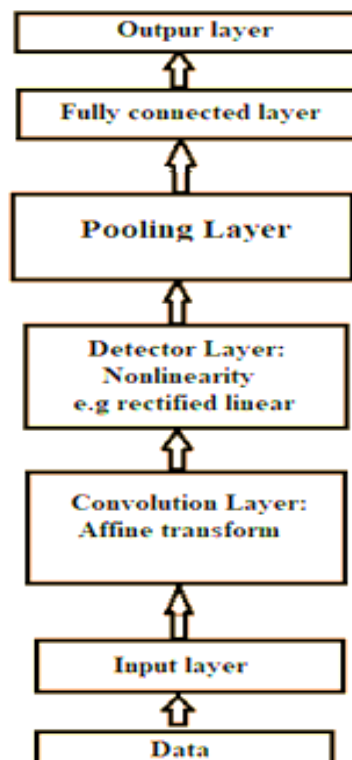 Outpur layer
Fully connected layer
Pooling Layer
Detector Layer:
Nonlinearity
e.g rectified linear
Convolution Layer:
Affine transform
Input layer
Data